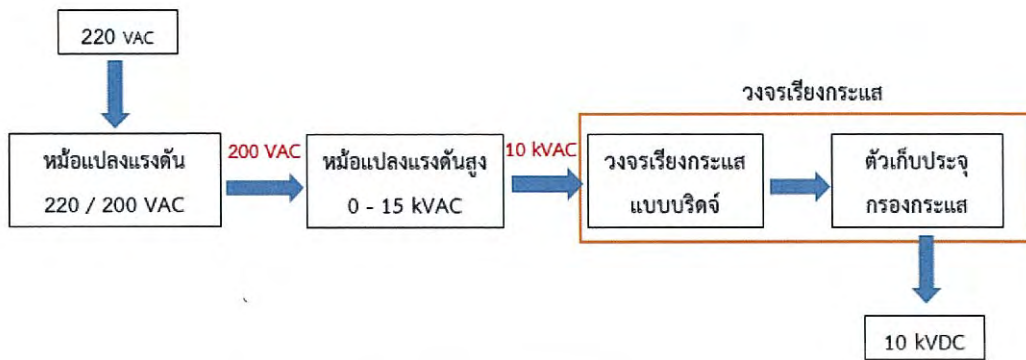 220 VAC
วงจรเรียงกระแส
หม้อแปลงแรงดัน
220 / 200 VAC
200 VAC
หม้อแปลงแรงดันสูง
0 - 15 kVAC
10 kVAC
วงจรเรียงกระแส
แบบบริดจ์
ตัวเก็บประจุ
กรองกระแส
10 kVDC